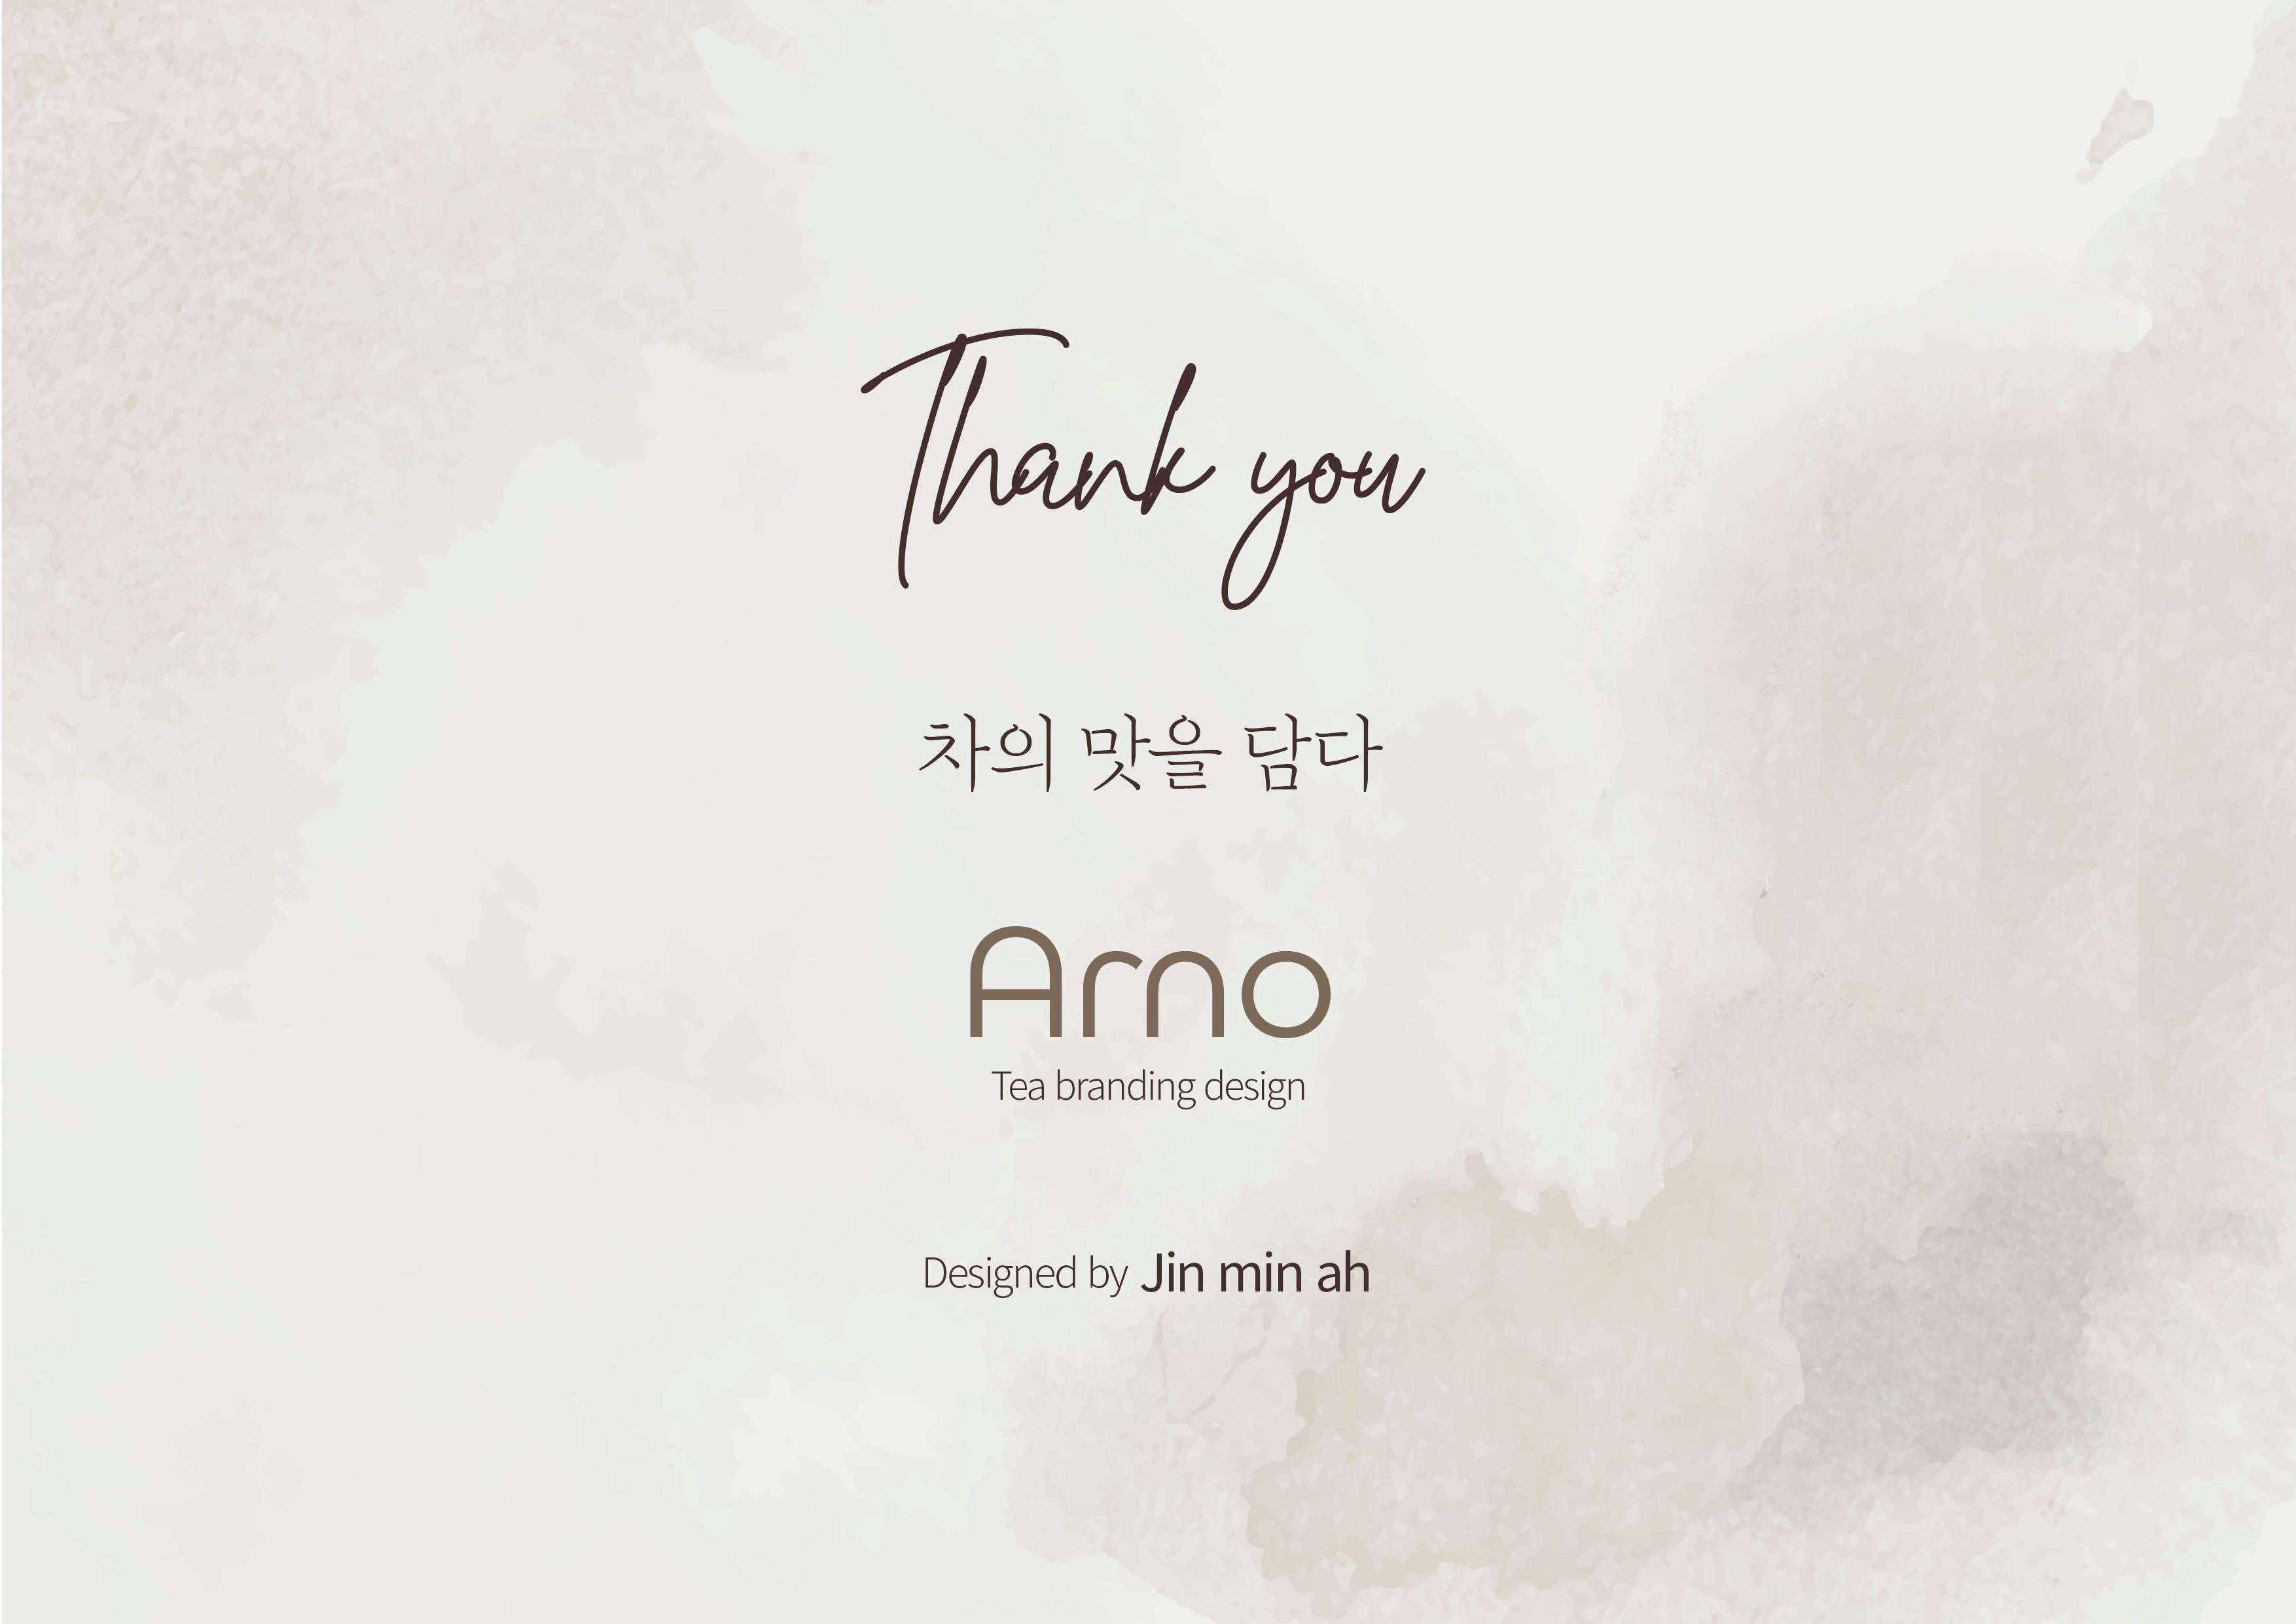 Thank you
차의 맛을 담다
Arno
Tea branding design
Designed by Jin min ah